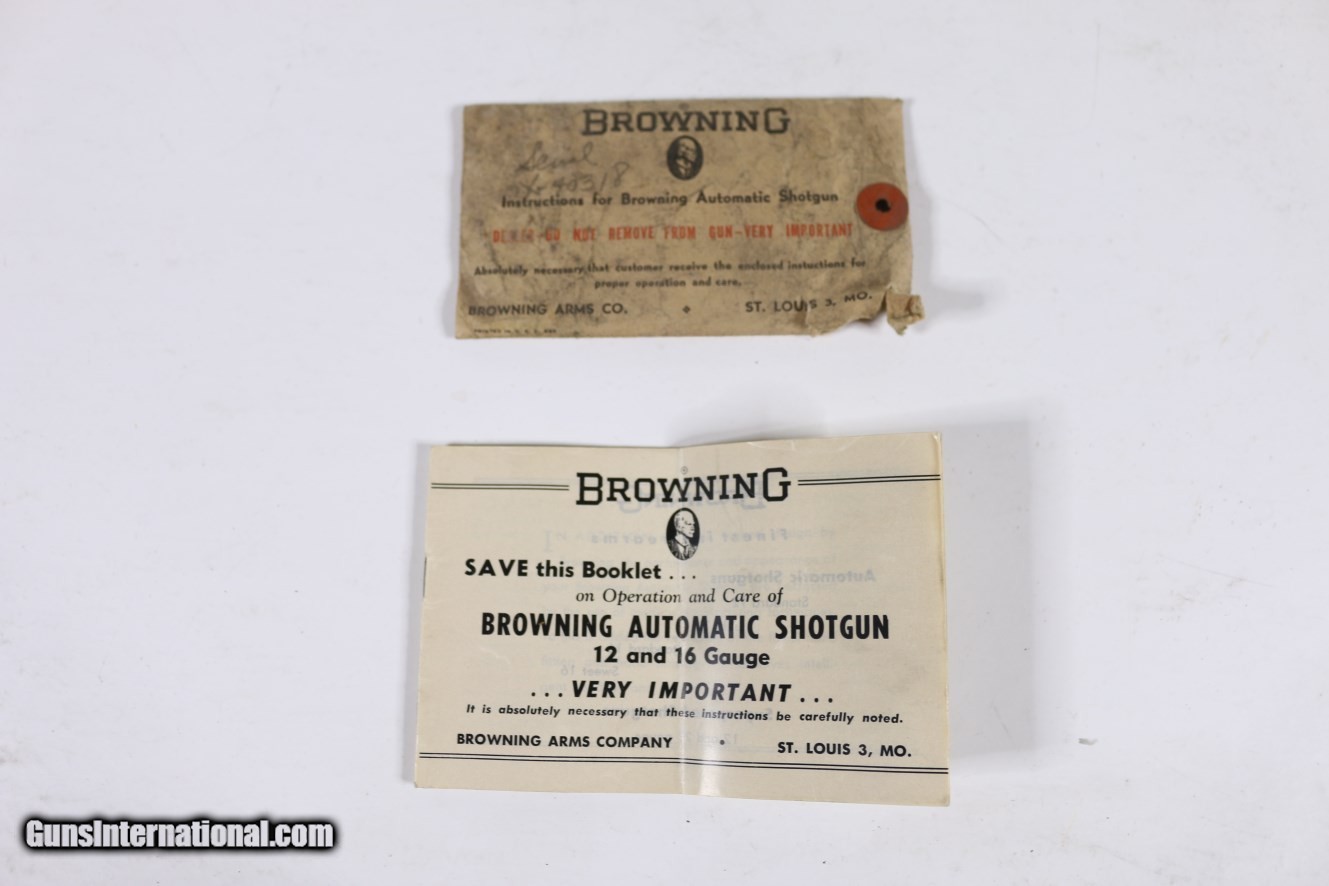 BROWNING
Serial
Instructions for Browning Automatic Shotgun
DO NOT REMOVE FROM GUN-VERY IMPORTANT
Absolutely necessary that customer receive the enclosed instuctions for
proper operation and care.
BROWNING ARMS CO. ST. LOUIS 3, MO.
PRINTED IN U. S. A.
BROWNING
SAVE this Booklet . . .
on Operation and Care of
BROWNING AUTOMATIC SHOTGUN
12 and 16 Gauge
. . . VERY IMPORTANT . . .
It is absolutely necessary that these instructions be carefully noted.
BROWNING ARMS COMPANY • ST. LOUIS 3, MO.
GunsInternational.com